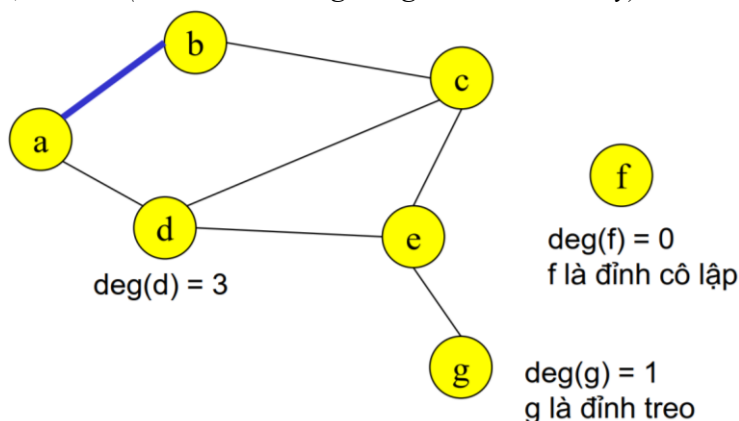 b
c
a
f
d
e
deg(f) = 0
f là đỉnh cô lập
deg(d) = 3
g
deg(g) = 1
g là đỉnh treo